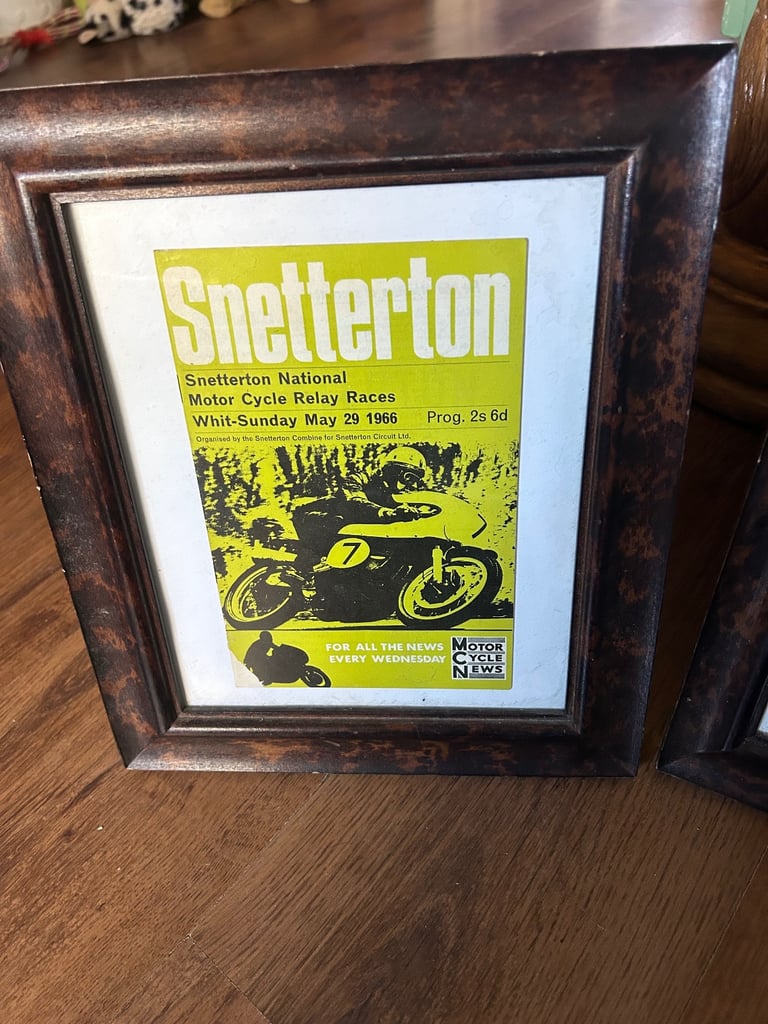 Snetterton
Snetterton National
Motor Cycle Relay Races
Whit-Sunday May 29 1966 Prog. 2s 6d
Organised by the Snetterton Combine for Snetterton Circuit Ltd.
7
FOR ALL THE NEWS
EVERY WEDNESDAY
MOTOR
CYCLE
NEWS